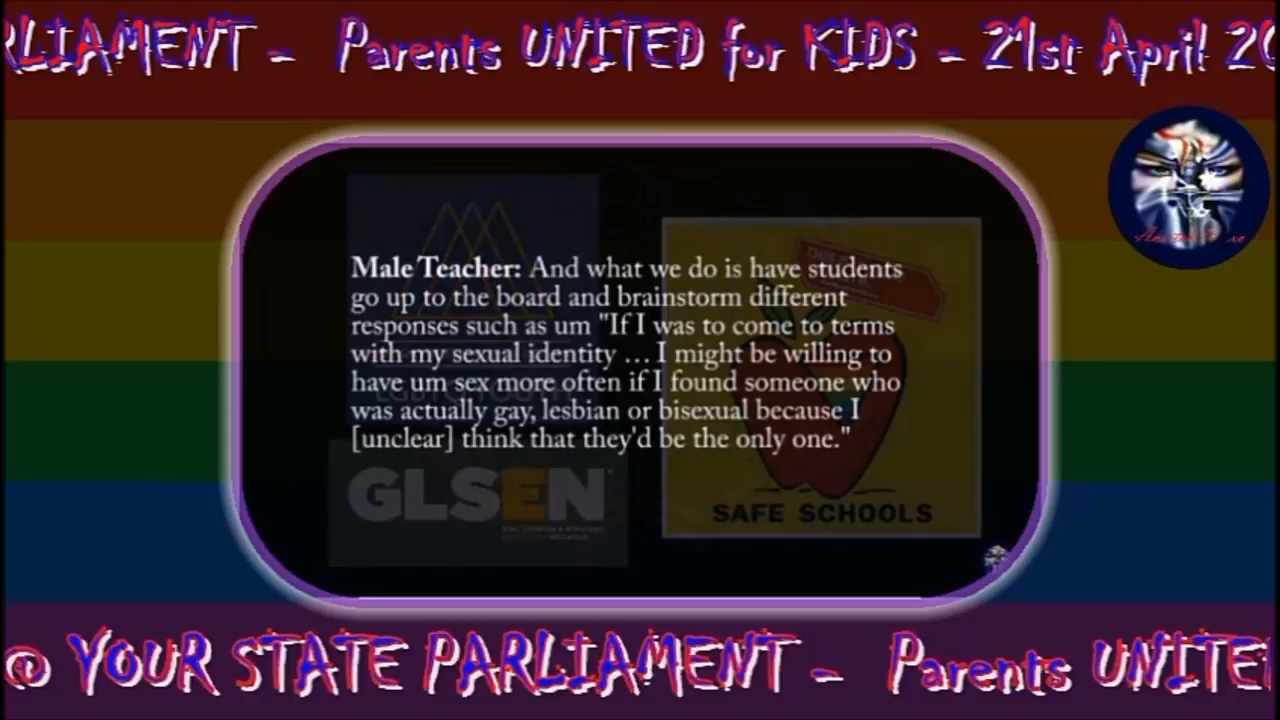 RLIAMENT - Parents UNITED for KIDS - 21st April 20
Male Teacher: And what we do is have students
go up to the board and brainstorm different
responses such as um "If I was to come to terms
with my sexual identity … I might be willing to
have um sex more often if I found someone who
was actually gay, lesbian or bisexual because I
[unclear] think that they'd be the only one."
GLSEN
SAFE SCHOOLS
@ YOUR STATE PARLIAMENT - Parents UNITE